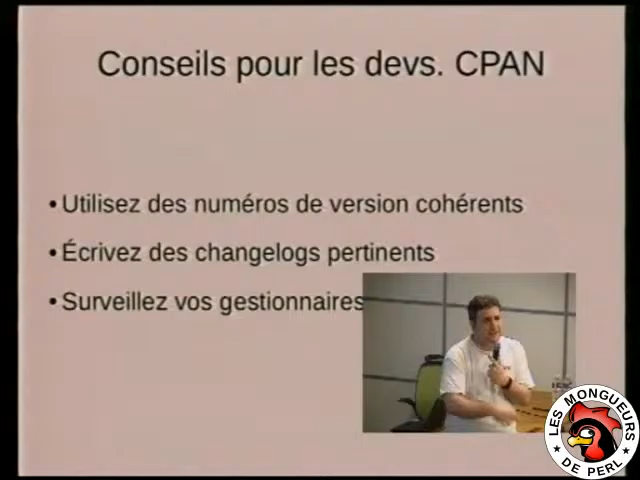 Conseils pour les devs. CPAN
• Utilisez des numéros de version cohérents
• Écrivez des changelogs pertinents
• Surveillez vos gestionnaires
LES MONGUEURS
★ DE PERL ★